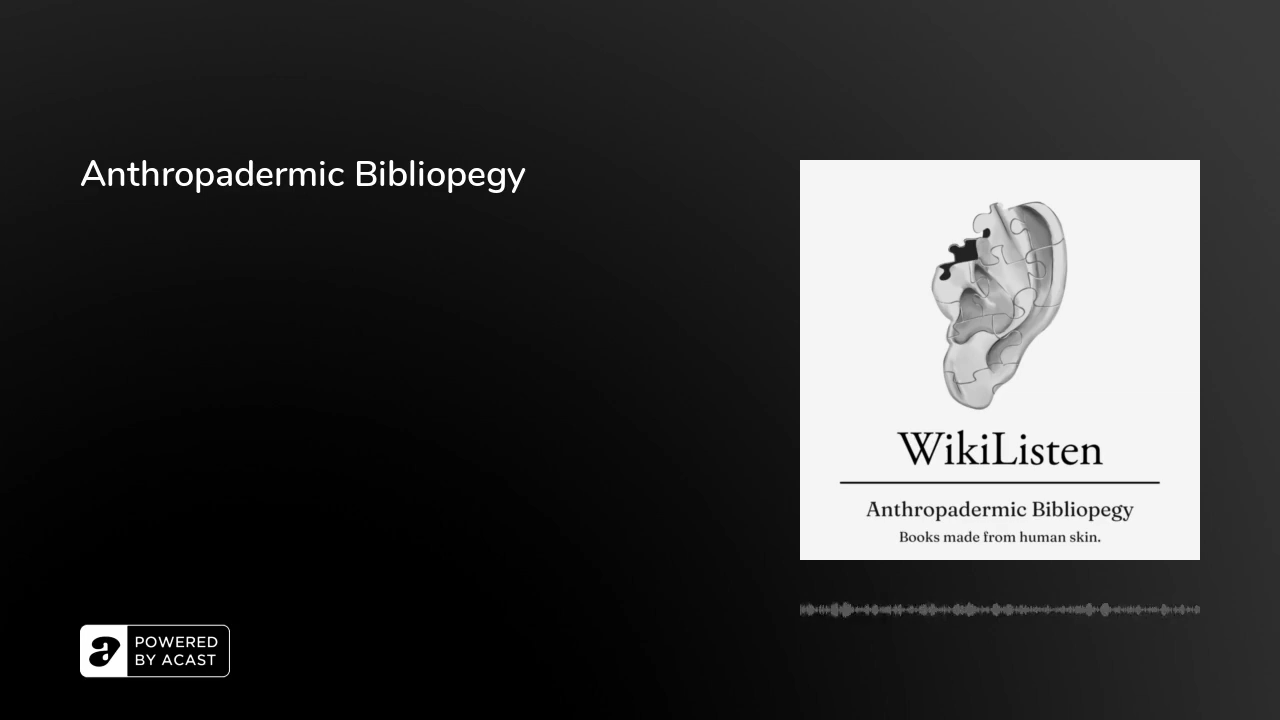 Anthropadermic Bibliopegy
WikiListen
Anthropadermic Bibliopegy
Books made from human skin.
POWERED
BY ACAST